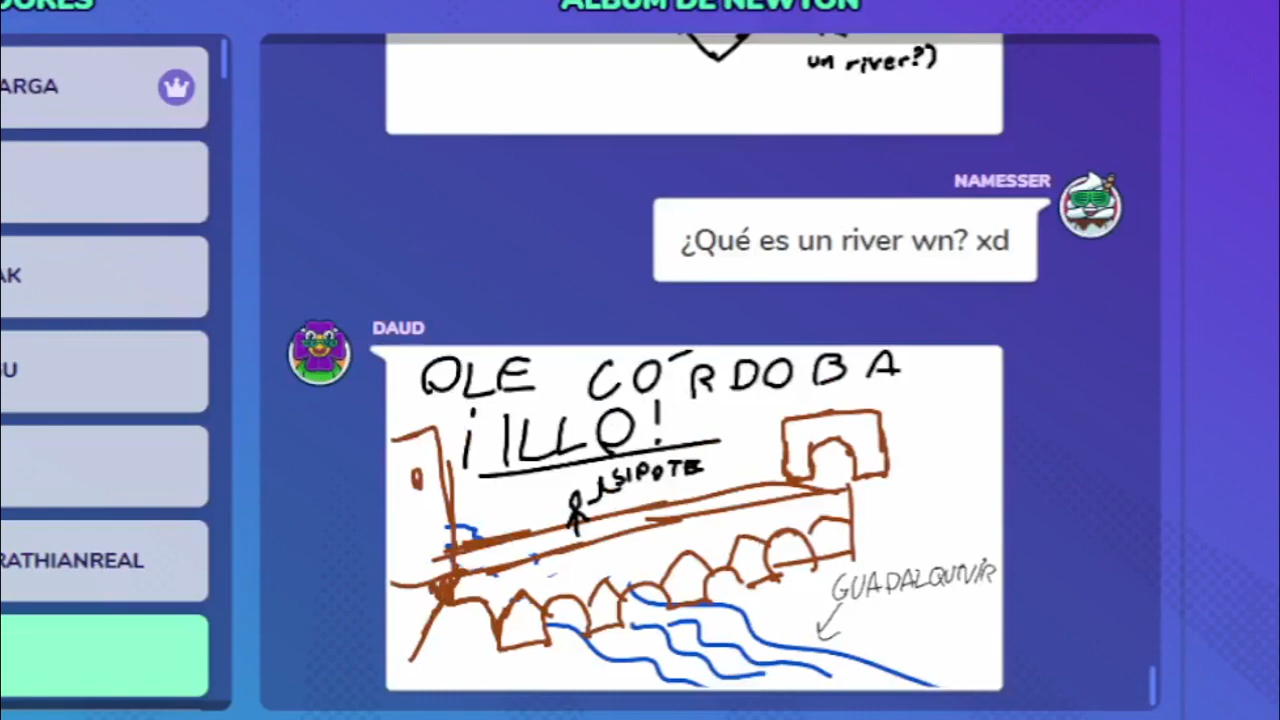 ÁLBUM DE NEWTON
un river?)
ARGA
NAMESSER
¿Qué es un river wn? xd
AK
DAUD
OLE CÓRDOBA
¡ILLO!
SIPOTE
GUADALQUIVIR
RATHIANREAL